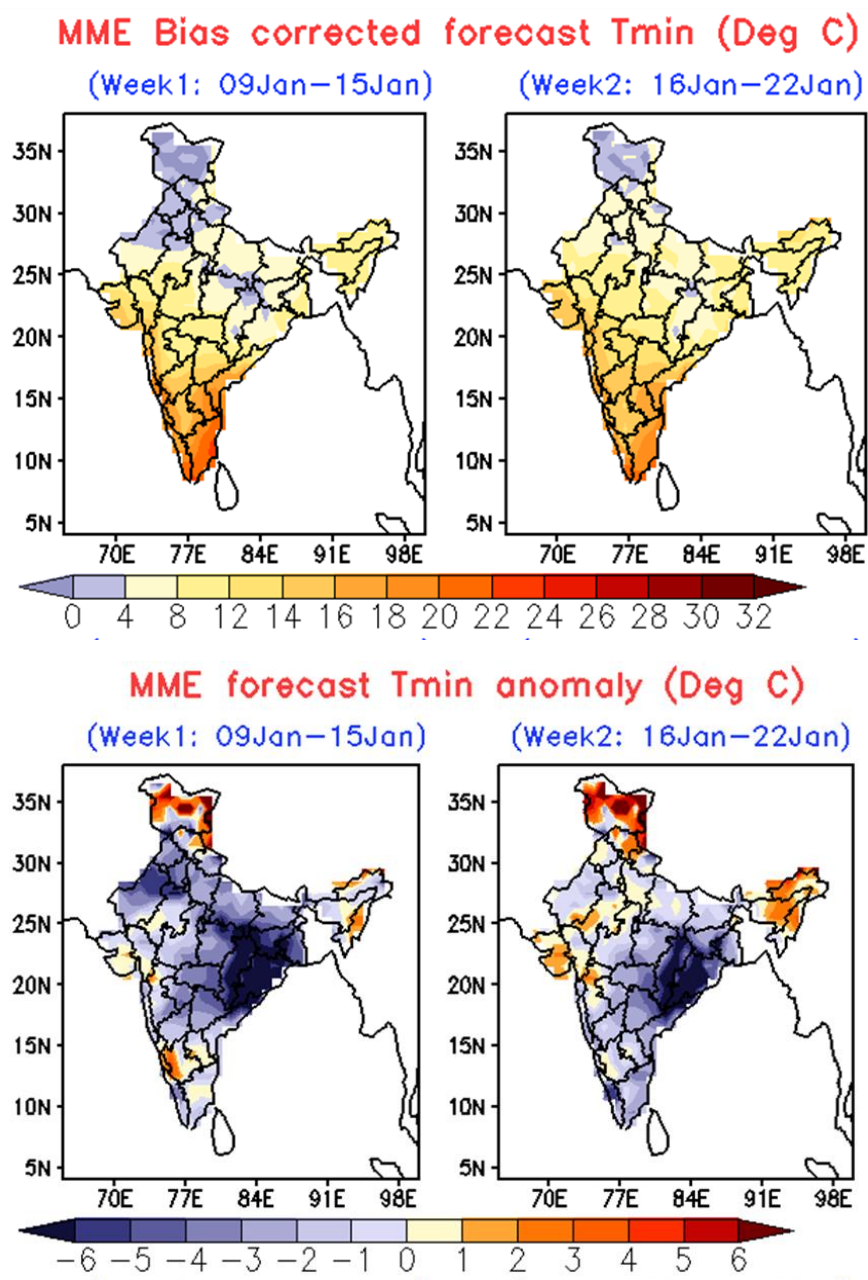 MME Bias corrected forecast Tmin (Deg C)
(Week1: 09Jan–15Jan) (Week2: 16Jan–22Jan)
35N 35N
30N 30N
25N 25N
20N 20N
15N 15N
10N 10N
5N 5N
70E 77E 84E 91E 98E 70E 77E 84E 91E 98E
0 4 8 12 14 16 18 20 22 24 26 28 30 32
MME forecast Tmin anomaly (Deg C)
(Week1: 09Jan–15Jan) (Week2: 16Jan–22Jan)
35N 35N
30N 30N
25N 25N
20N 20N
15N 15N
10N 10N
5N 5N
70E 77E 84E 91E 98E 70E 77E 84E 91E 98E
−6 −5 −4 −3 −2 −1 0 1 2 3 4 5 6